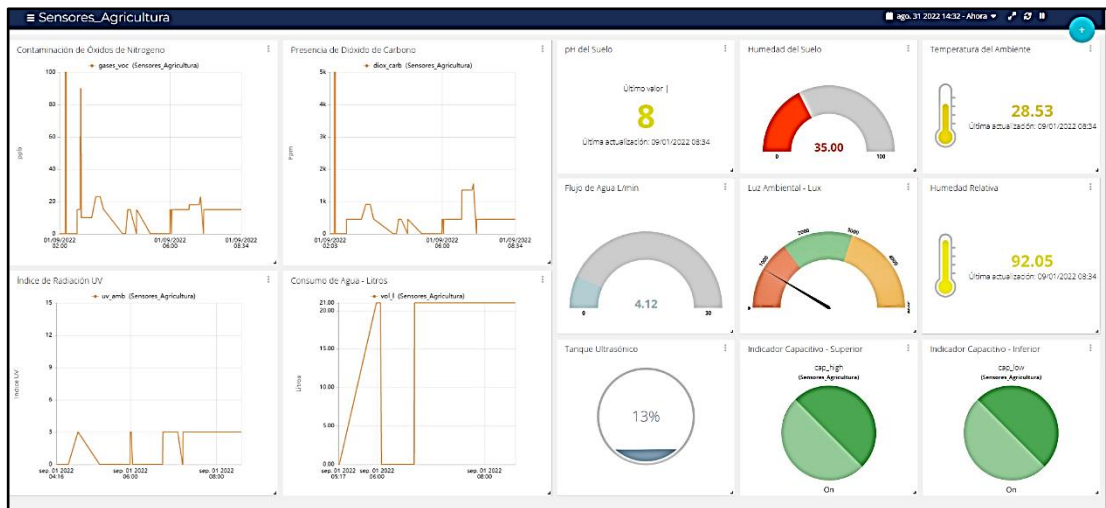 Sensores_Agricultura
ago. 31 2022 14:32 - Ahora
Contaminación de Óxidos de Nitrogeno
gases_voc (Sensores_Agricultura)
100
80
60
40
20
0
ppb
01/09/2022
02:00
01/09/2022
06:00
01/09/2022
08:34
Presencia de Dióxido de Carbono
diox_carb (Sensores_Agricultura)
5k
4k
3k
2k
1k
0
Ppm
01/09/2022
02:03
01/09/2022
06:00
01/09/2022
08:34
pH del Suelo
Último valor |
8
Última actualización: 09/01/2022 08:34
Humedad del Suelo
35.00
0
100
Temperatura del Ambiente
28.53
Última actualización: 09/01/2022 08:34
Flujo de Agua L/min
4.12
0
30
Luz Ambiental - Lux
1000
2000
3000
4000
Humedad Relativa
92.05
Última actualización: 09/01/2022 08:34
Índice de Radiación UV
uv_amb (Sensores_Agricultura)
15
12
9
6
3
0
Índice UV
sep. 01 2022
04:16
sep. 01 2022
06:00
sep. 01 2022
08:00
Consumo de Agua - Litros
vol_l (Sensores_Agricultura)
21.00
20.00
15.00
10.00
5.00
0.00
Litros
sep. 01 2022
05:17
sep. 01 2022
06:00
sep. 01 2022
08:00
Tanque Ultrasónico
13%
Indicador Capacitivo - Superior
cap_high
(Sensores_Agricultura)
On
Indicador Capacitivo - Inferior
cap_low
(Sensores_Agricultura)
On